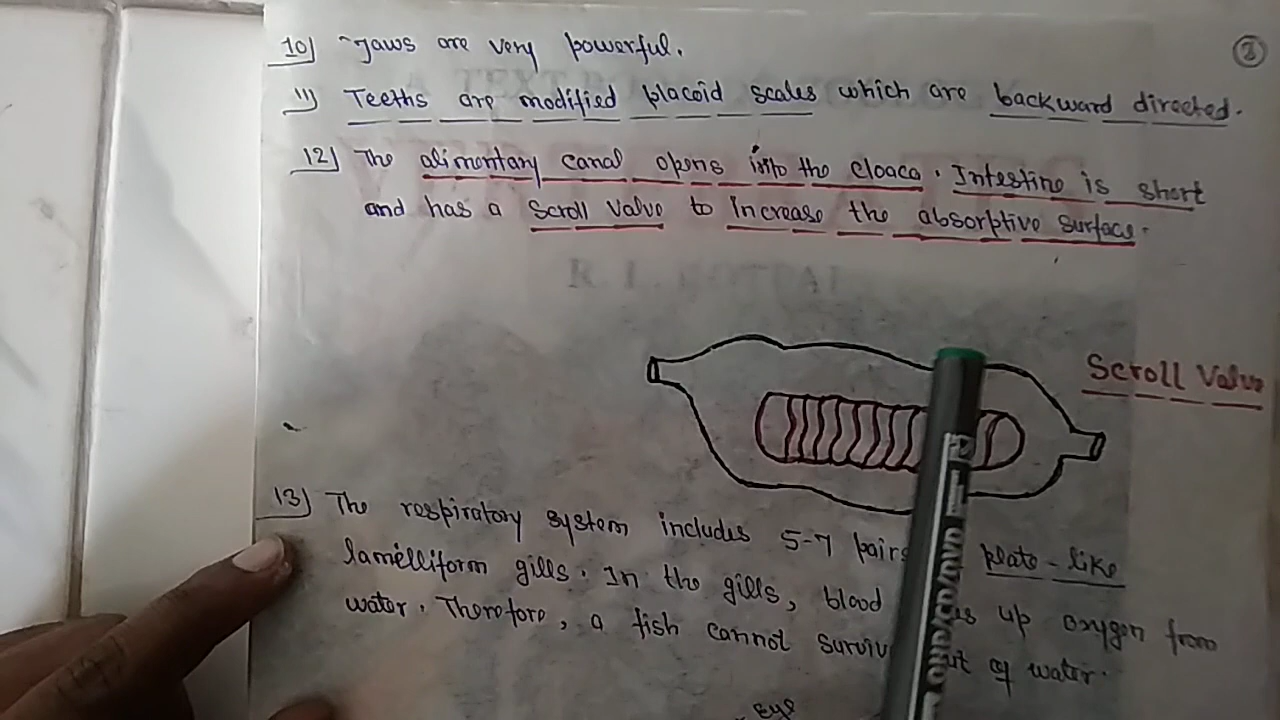 10) Jaws are very powerful.
8
11) Teeths are modified placoid scales which are backward directed.
12) The alimentary canal opens into the cloaca. Intestine is short
and has a scroll valve to increase the absorptive surface.
Scroll Valve
13) The respiratory system includes 5-7 pairs plate-like
lamelliform gills. In the gills, blood up oxygen from
water. Therefore, a fish cannot of water.
Eye